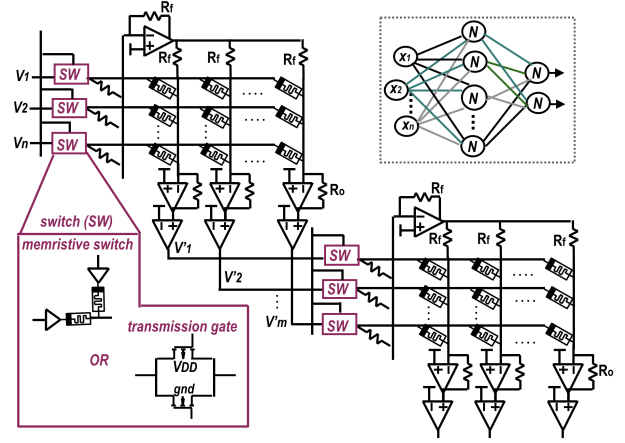 Rf
Rf Rf Rf
V1 SW
V2 SW
Vn SW
Ro
switch (SW)
memristive switch
OR
transmission gate
VDD
gnd
V'1
V'2
V'm
SW
SW
SW
x1
x2
xn
N
N
N
N
N
N
Rf
Rf Rf Rf
Ro